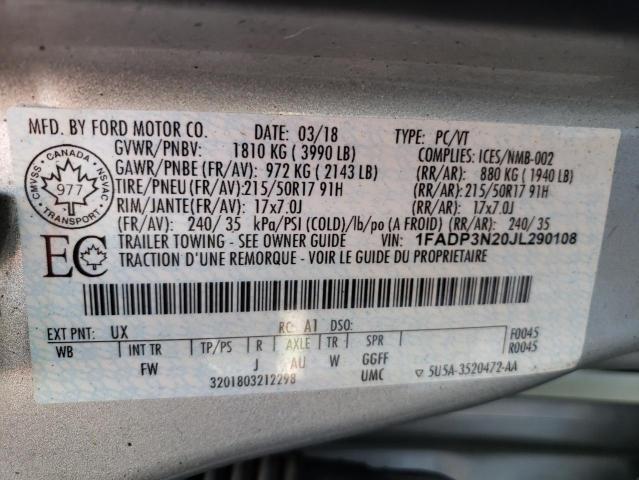 MFD. BY FORD MOTOR CO. DATE: 03/18 TYPE: PC/VT
GVWR/PNBV: 1810 KG ( 3990 LB) COMPLIES: ICES/NMB-002
GAWR/PNBE (FR/AV): 972 KG ( 2143 LB) (RR/AR): 880 KG ( 1940 LB)
TIRE/PNEU(FR/AV):215/50R17 91H (RR/AR):215/50R17 91H
RIM/JANTE(FR/AV): 17x7.0J (RR/AR): 17x7.0J
(FR/AV): 240/ 35 kPa/PSI (COLD)/lb/po (A FROID) (RR/AR): 240/ 35
TRAILER TOWING - SEE OWNER GUIDE VIN: 1FADP3N20JL290108
TRACTION D'UNE REMORQUE - VOIR LE GUIDE DU PROPRIETAIRE
CMVSS · CANADA · NSVAC
977
TRANSPORT
EC
EXT PNT: UX RC: A1 DSO: F0045
WB INT TR TP/PS R AXLE TR SPR R0045
FW J AU W GGFF
3201803212298 UMC 5U5A-3520472-AA